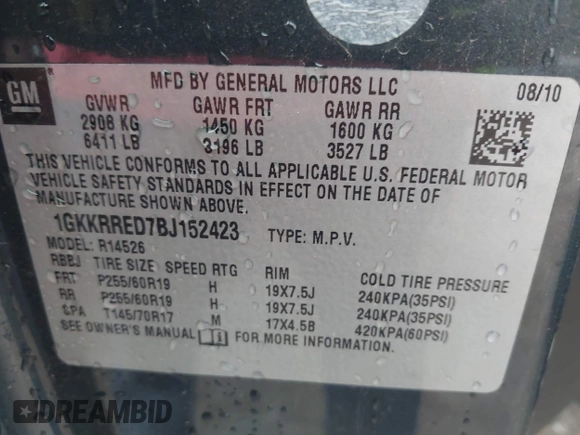 GM
MFD BY GENERAL MOTORS LLC
08/10
GVWR GAWR FRT GAWR RR
2908 KG 1450 KG 1600 KG
6411 LB 3196 LB 3527 LB
THIS VEHICLE CONFORMS TO ALL APPLICABLE U.S. FEDERAL MOTOR
VEHICLE SAFETY STANDARDS IN EFFECT ON THE DATE OF
MANUFACTURE SHOWN ABOVE.
1GKKRRED7BJ152423 TYPE: M.P.V.
MODEL: R14526
RBBJ TIRE SIZE SPEED RTG RIM COLD TIRE PRESSURE
FRT P255/60R19 H 19X7.5J 240KPA(35PSI)
RR P255/60R19 H 19X7.5J 240KPA(35PSI)
SPA T145/70R17 M 17X4.5B 420KPA(60PSI)
SEE OWNER'S MANUAL FOR MORE INFORMATION.
DREAMBID